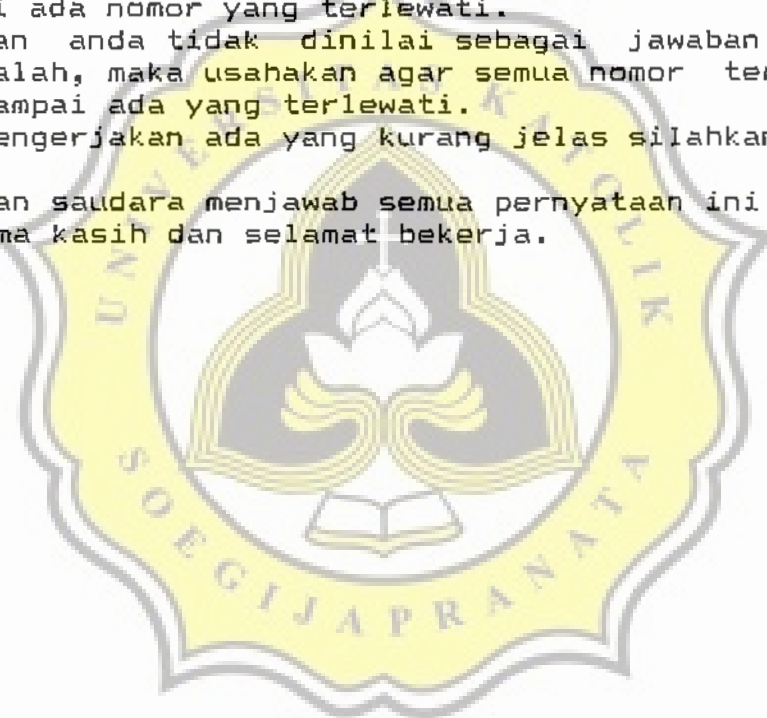 ada nomor yang terlewati.
an anda tidak dinilai sebagai jawaban
alah, maka usahakan agar semua nomor
ampai ada yang terlewati.
engerjakan ada yang kurang jelas silahkan
an saudara menjawab semua pernyataan ini
ma kasih dan selamat bekerja.
UNIVERSITAS KATOLIK
SOEGIJAPRANATA